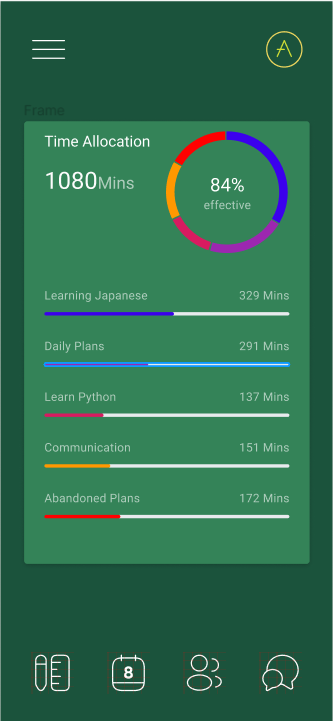 A
Frame
Time Allocation
1080Mins
84%
effective
Learning Japanese 329 Mins
Daily Plans 291 Mins
Learn Python 137 Mins
Communication 151 Mins
Abandoned Plans 172 Mins
8